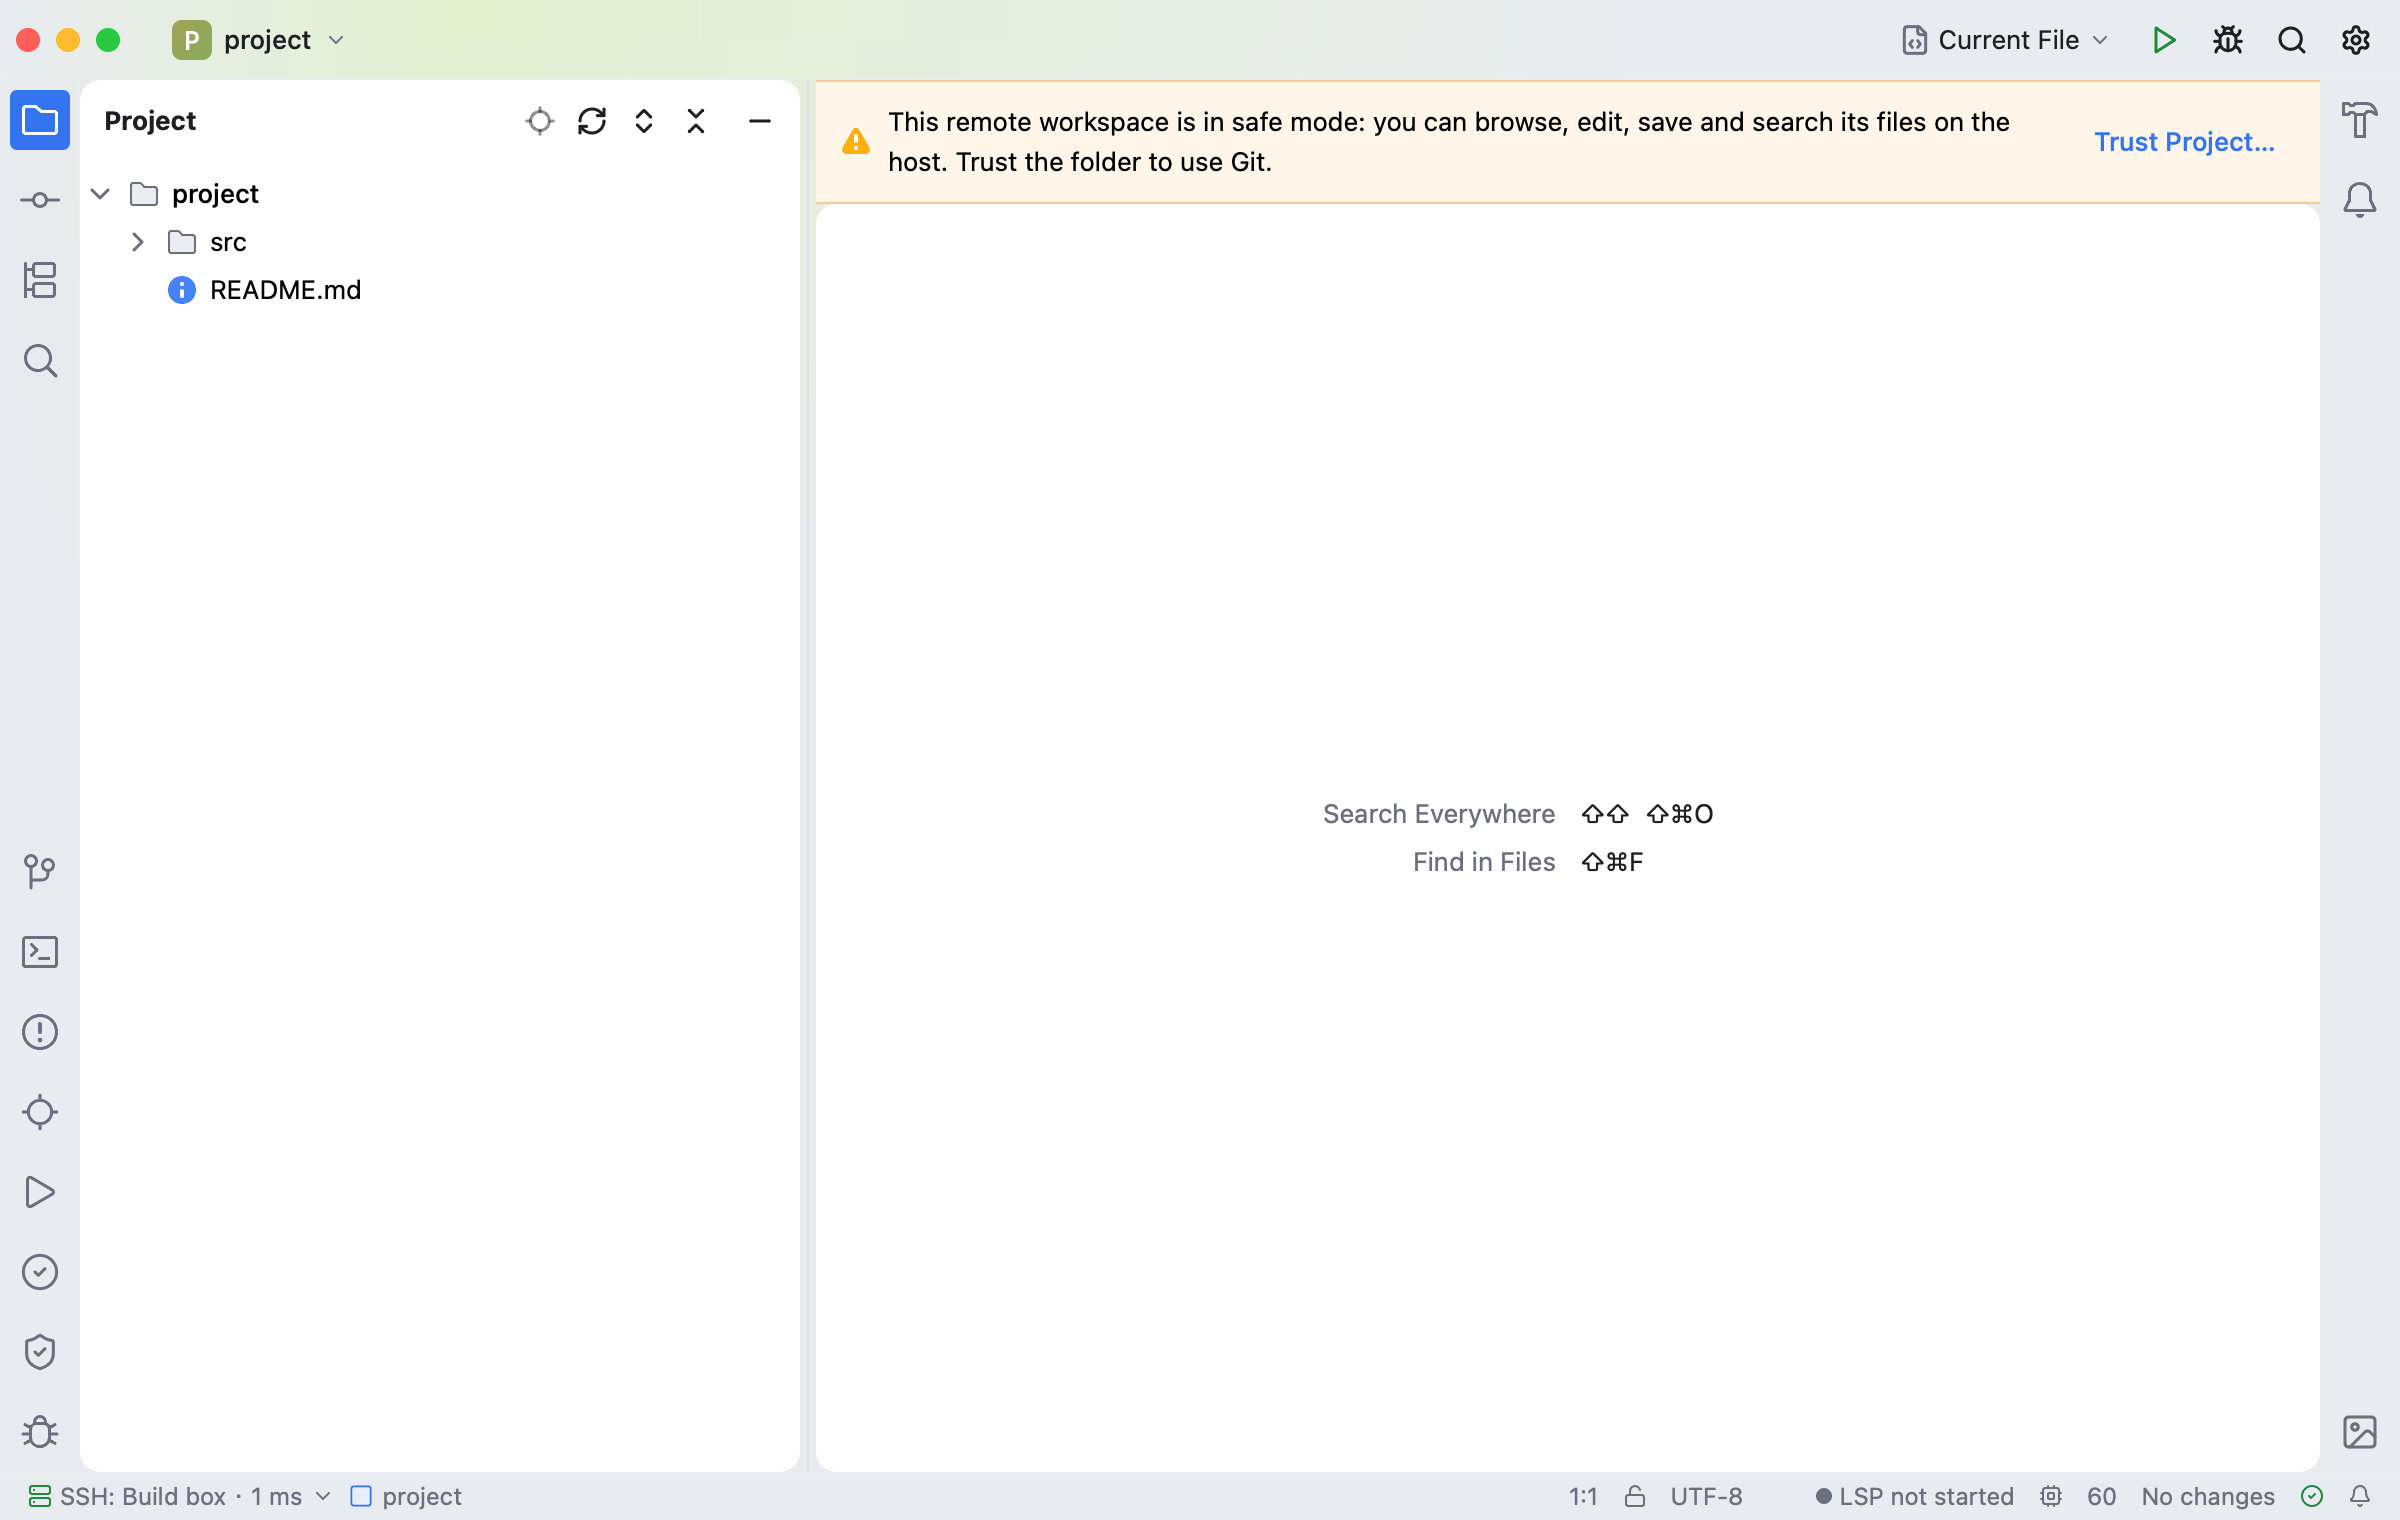 P project
Current File
Project
project
src
README.md
This remote workspace is in safe mode: you can browse, edit, save and search its files on the
host. Trust the folder to use Git.
Trust Project...
Search Everywhere ⇧⇧ ⇧⌘O
Find in Files ⇧⌘F
SSH: Build box · 1 ms
project
1:1
UTF-8
LSP not started
60
No changes